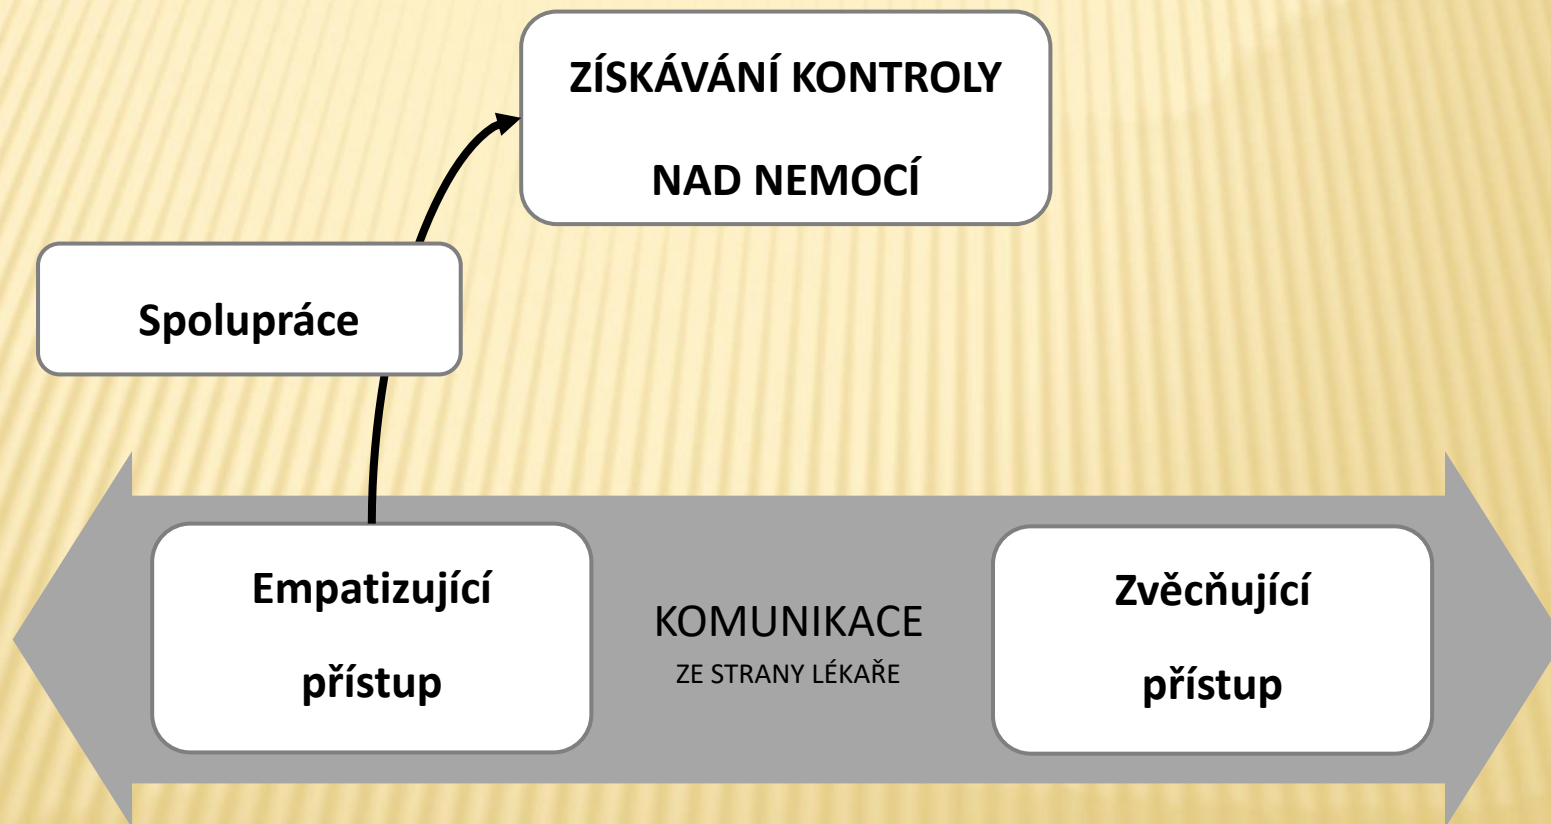 ZÍSKÁVÁNÍ KONTROLY
NAD NEMOCÍ
Spolupráce
Empatizující
přístup
KOMUNIKACE
ZE STRANY LÉKAŘE
Zvěcňující
přístup